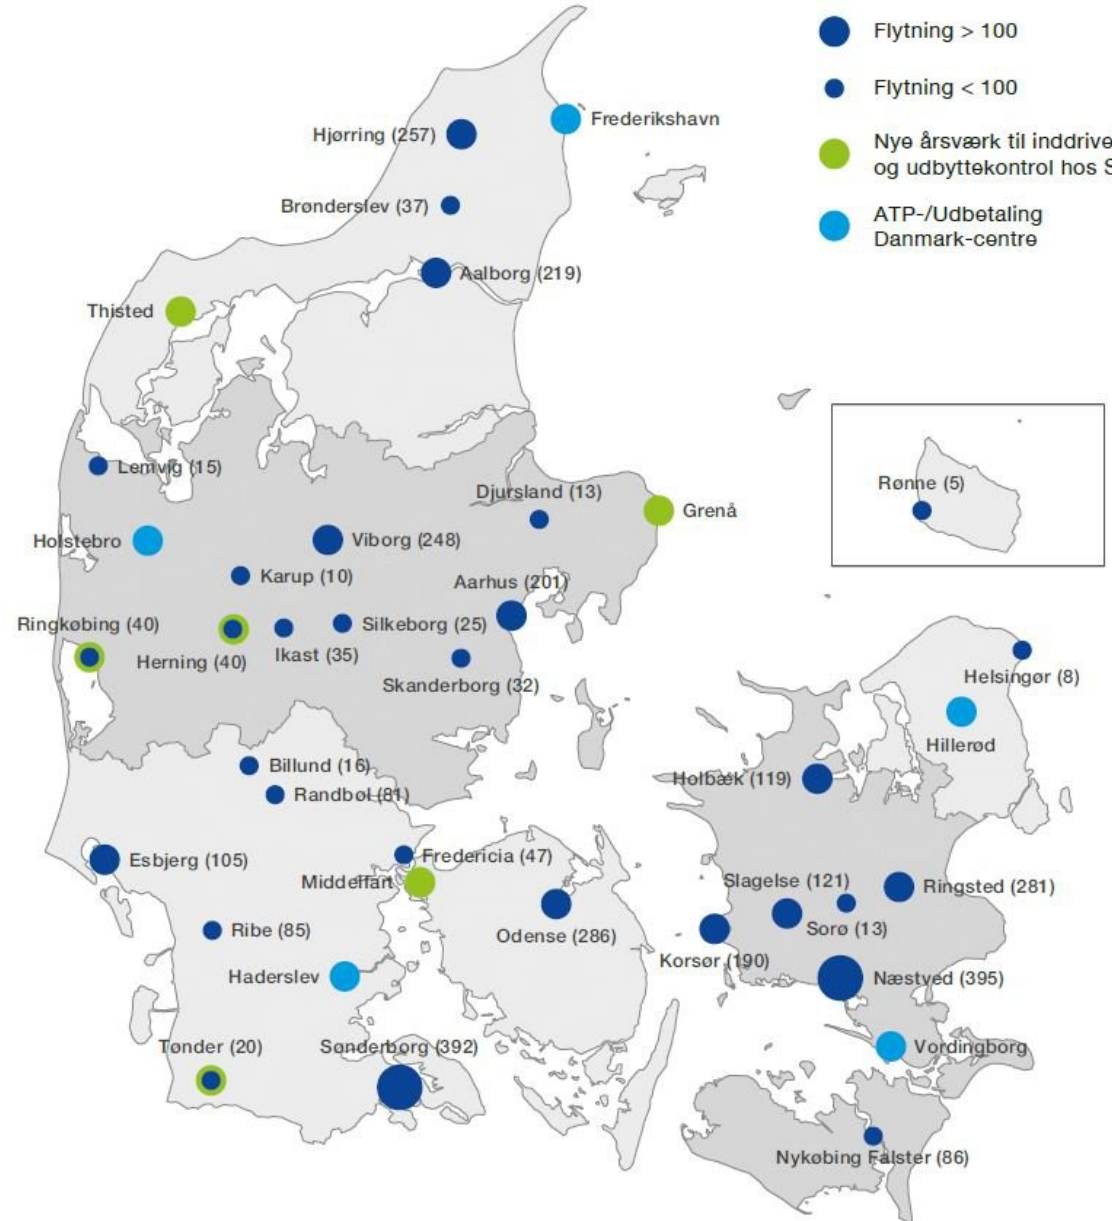 Flytning > 100
Flytning < 100
Nye årsværk til inddrive
og udbyttekontrol hos S
ATP-/Udbetaling
Danmark-centre
Frederikshavn
Hjørring (257)
Brønderslev (37)
Aalborg (219)
Thisted
Lemvig (15)
Djursland (13)
Grenå
Rønne (5)
Holstebro
Viborg (248)
Karup (10)
Aarhus (201)
Ringkøbing (40)
Herning (40)
Ikast (35)
Silkeborg (25)
Skanderborg (32)
Helsingør (8)
Hillerød
Billund (16)
Randbøl (81)
Holbæk (119)
Esbjerg (105)
Fredericia (47)
Middelfart
Slagelse (121)
Ringsted (281)
Ribe (85)
Odense (286)
Sorø (13)
Korsør (190)
Haderslev
Næstved (395)
Tønder (20)
Sønderborg (392)
Vordingborg
Nykøbing Falster (86)